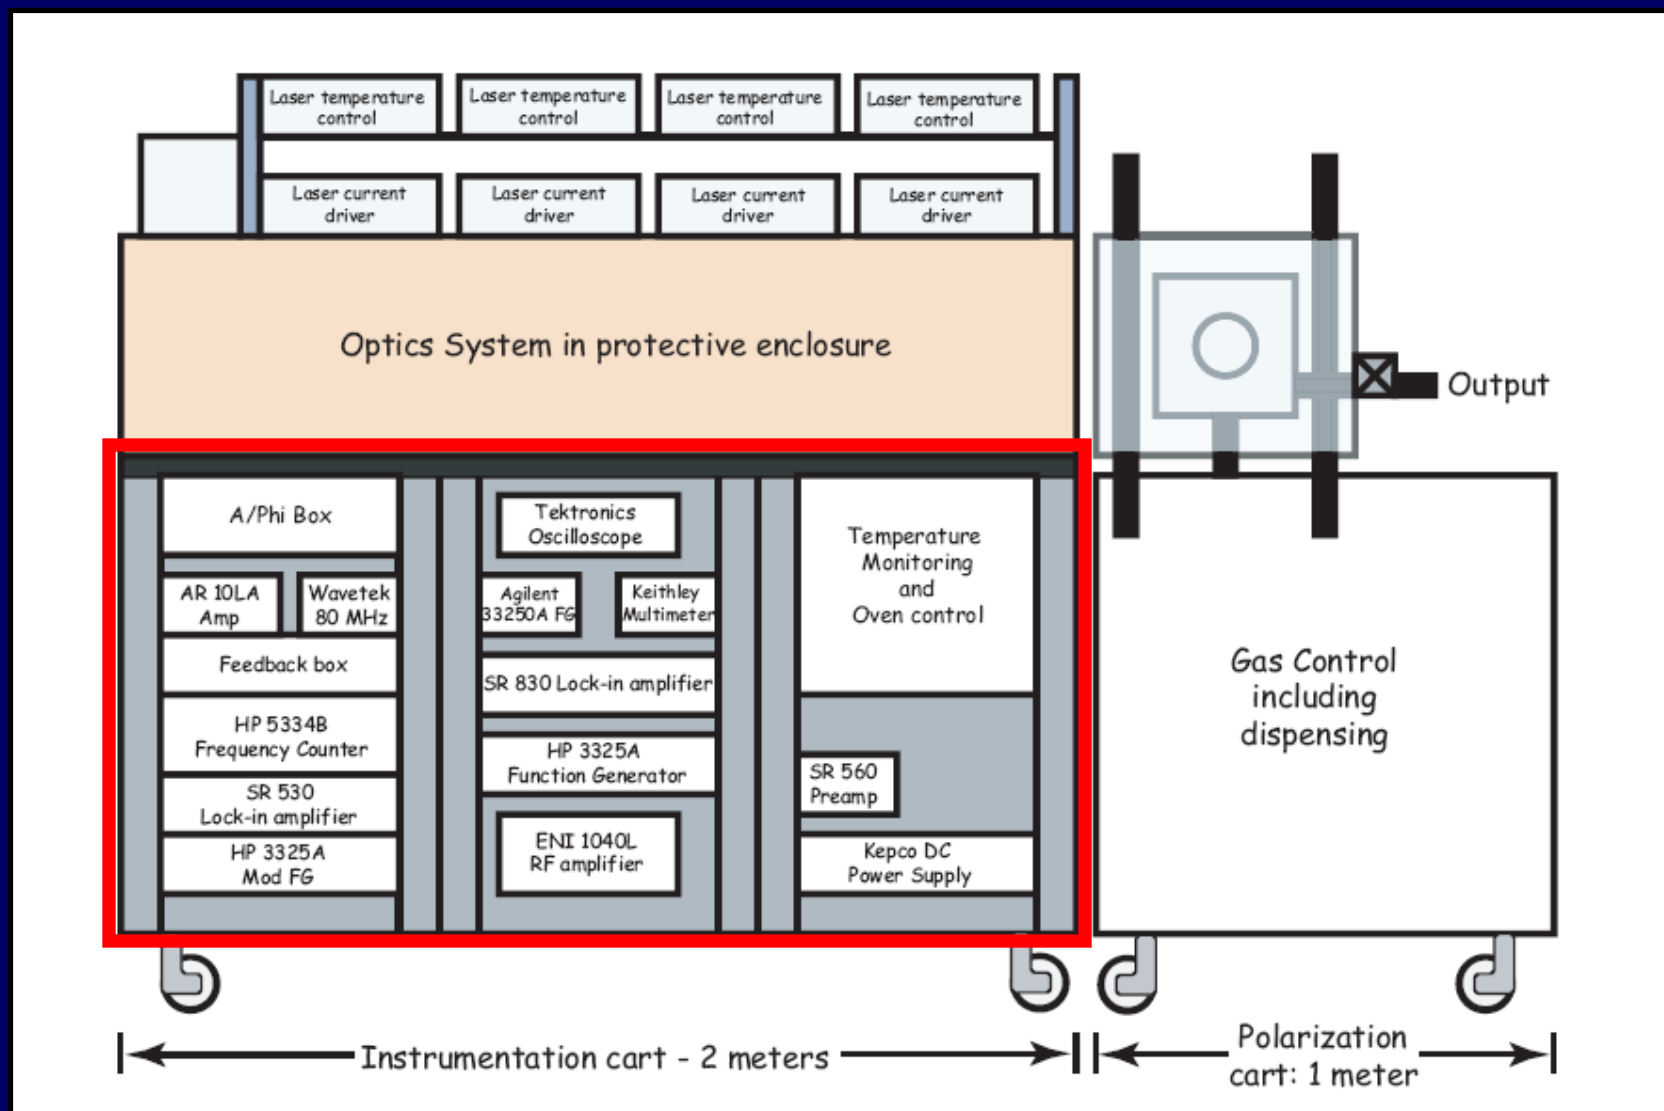 Laser temperature
control
Laser temperature
control
Laser temperature
control
Laser temperature
control
Laser current
driver
Laser current
driver
Laser current
driver
Laser current
driver
Optics System in protective enclosure
Output
A/Phi Box
AR 10LA
Amp
Wavetek
80 MHz
Feedback box
HP 5334B
Frequency Counter
SR 530
Lock-in amplifier
HP 3325A
Mod FG
Tektronics
Oscilloscope
Agilent
33250A FG
Keithley
Multimeter
SR 830 Lock-in amplifier
HP 3325A
Function Generator
ENI 1040L
RF amplifier
Temperature
Monitoring
and
Oven control
SR 560
Preamp
Kepco DC
Power Supply
Gas Control
including
dispensing
Instrumentation cart - 2 meters
Polarization
cart: 1 meter